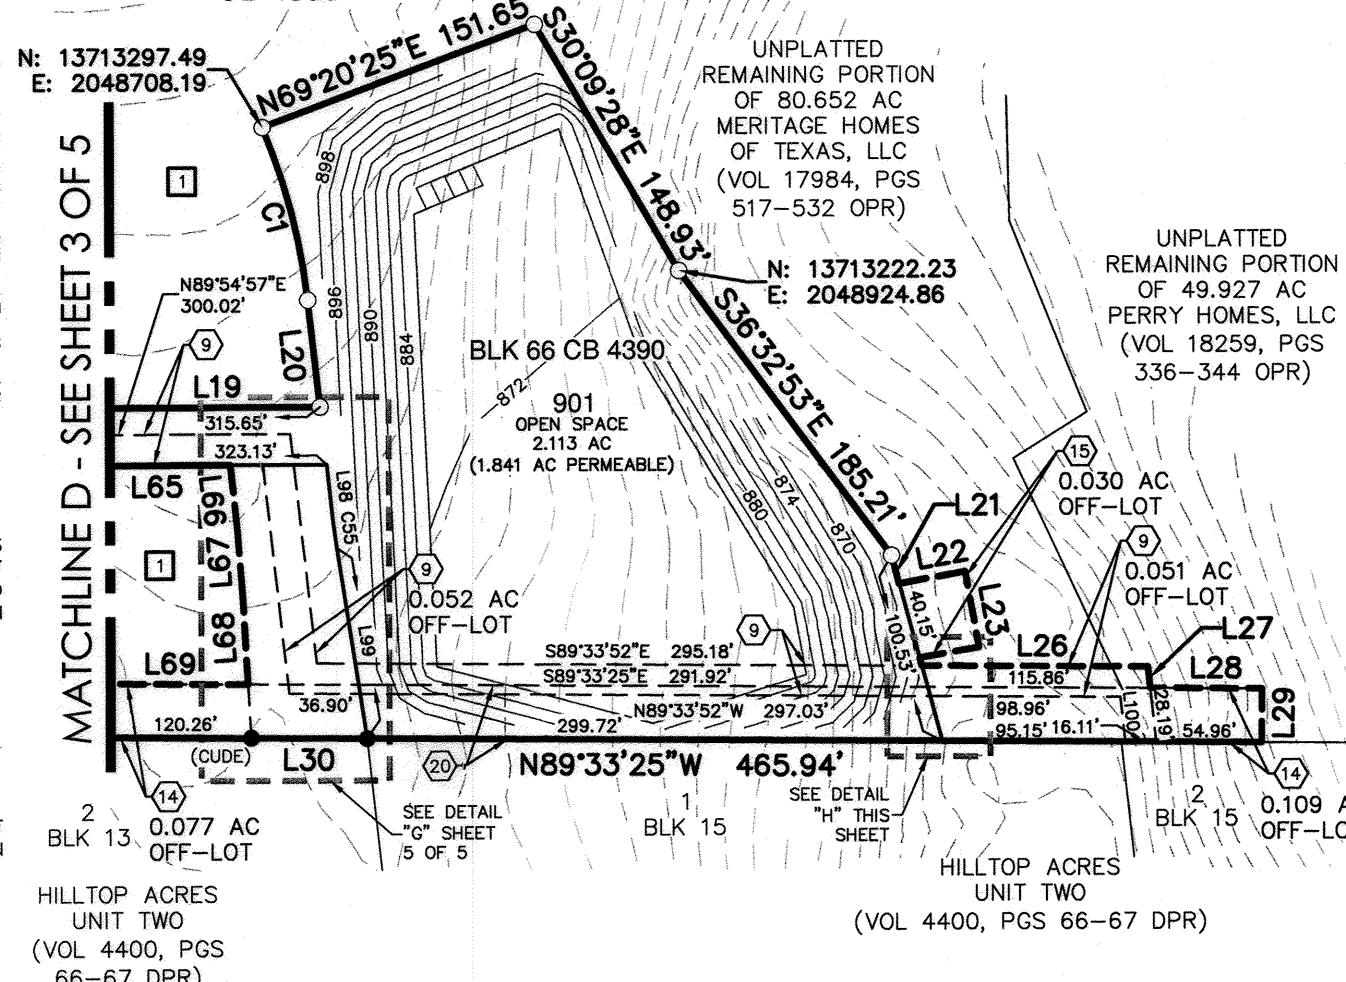 N: 13713297.49
E: 2048708.19
N69°20'25"E 151.65
S30°09'28"E 148.93'
UNPLATTED
REMAINING PORTION
OF 80.652 AC
MERITAGE HOMES
OF TEXAS, LLC
(VOL 17984, PGS
517-532 OPR)
MATCHLINE D - SEE SHEET 3 OF 5
1
C1
898
N: 13713222.23
E: 2048924.86
UNPLATTED
REMAINING PORTION
OF 49.927 AC
PERRY HOMES, LLC
(VOL 18259, PGS
336-344 OPR)
N89°54'57"E
300.02'
9
L20
896
890
884
S36°32'53"E 185.21'
BLK 66 CB 4390
872
901
OPEN SPACE
2.113 AC
(1.841 AC PERMEABLE)
L19
315.65'
323.13'
L65
L66
L67
L68
L98 C55
L99
880
874
870
15
0.030 AC
OFF-LOT
L21
L22
L23
40.15'
100.53'
9
0.051 AC
OFF-LOT
1
9
0.052 AC
OFF-LOT
9
L26
L27
L28
L29
L69
S89°33'52"E 295.18'
S89°33'25"E 291.92'
N89°33'52"W 297.03'
299.72'
115.86'
98.96'
95.15'
16.11'
L100
28.19'
54.96'
36.90'
120.26'
(CUDE)
L30
20
N89°33'25"W 465.94'
14
0.077 AC
OFF-LOT
2
BLK 13
SEE DETAIL
"G" SHEET
5 OF 5
1
BLK 15
SEE DETAIL
"H" THIS
SHEET
2
BLK 15
14
0.109 A
OFF-LO
HILLTOP ACRES
UNIT TWO
(VOL 4400, PGS
66-67 DPR)
HILLTOP ACRES
UNIT TWO
(VOL 4400, PGS 66-67 DPR)